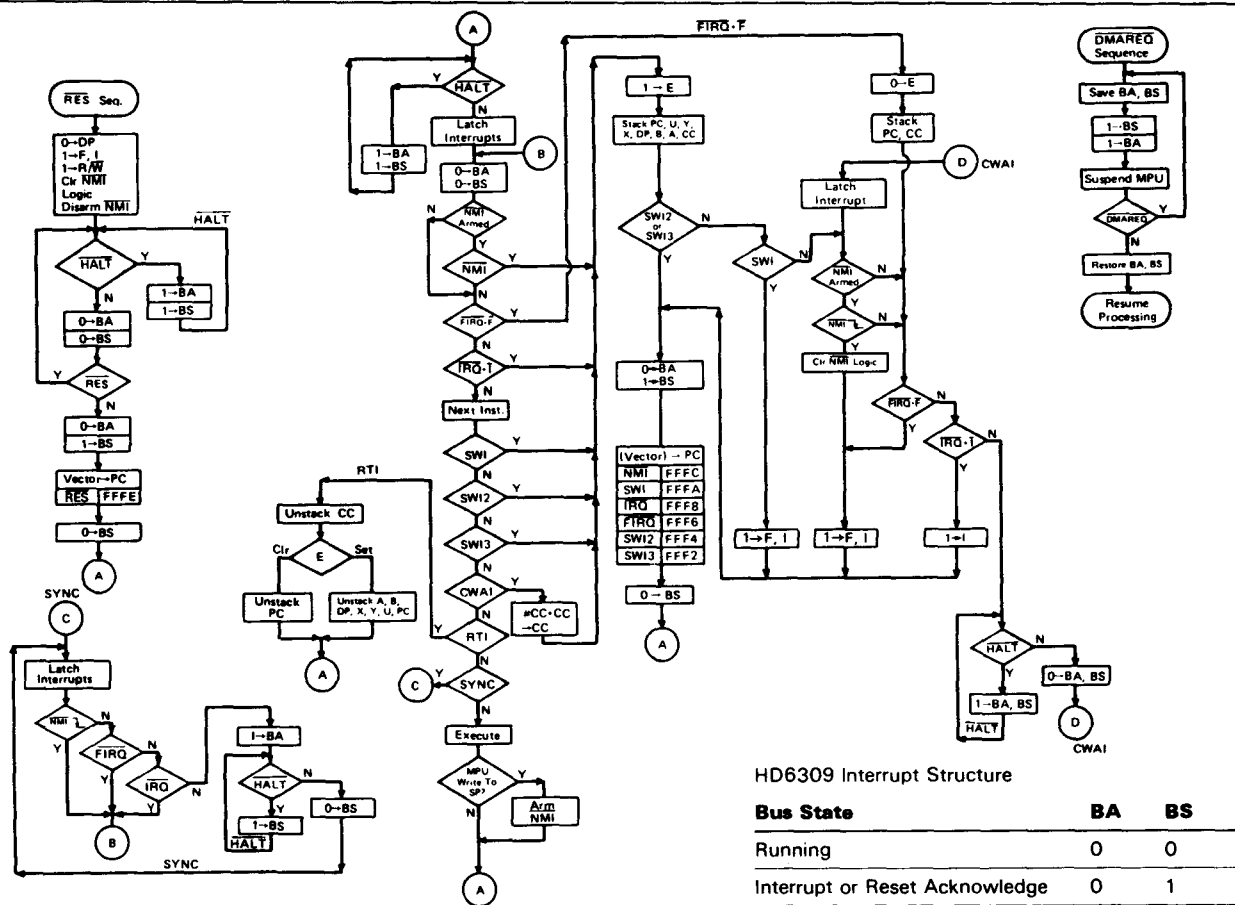 RES Seq.
0→DP
1→F, I
1→R/W
Clr NMI
Logic
Disarm NMI
HALT
HALT
Y
N
1→BA
1→BS
0→BA
0→BS
Y
RES
N
0→BA
1→BS
Vector→PC
RES FFFE
0→BS
A
SYNC
C
Latch
Interrupts
NMI
N
Y
FIRQ
N
Y
IRQ
N
Y
B
1→BA
HALT
N
Y
1→BS
HALT
0→BS
SYNC
A
Y
HALT
N
Latch
Interrupts
1→BA
1→BS
B
0→BA
0→BS
N
NMI
Armed
Y
NMI
Y
N
FIRQ·F
Y
N
IRQ·I
Y
N
Next Inst.
SWI
Y
N
SWI2
Y
N
SWI3
Y
N
CWAI
Y
N
#CC·CC
→CC
RTI
Y
N
SYNC
Y
C
N
Execute
MPU
Write To
SP?
Y
N
Arm
NMI
A
RTI
Unstack CC
Clr
E
Set
Unstack
PC
Unstack A, B,
DP, X, Y, U, PC
A
FIRQ·F
1→E
Stack PC, U, Y,
X, DP, B, A, CC
SWI2
or
SWI3
N
Y
SWI
N
Y
0→BA
1→BS
(Vector) → PC
NMI FFFC
SWI FFFA
IRQ FFF8
FIRQ FFF6
SWI2 FFF4
SWI3 FFF2
0→BS
A
0→E
Stack
PC, CC
D
CWAI
Latch
Interrupt
NMI
Armed
N
Y
NMI
N
Y
Clr NMI Logic
FIRQ·F
N
Y
IRQ·I
N
Y
1→F, I
1→F, I
1→I
HALT
N
Y
0→BA, BS
1→BA, BS
HALT
D
CWAI
DMAREQ
Sequence
Save BA, BS
1→BS
1→BA
Suspend MPU
DMAREQ
Y
N
Restore BA, BS
Resume
Processing
HD6309 Interrupt Structure
Bus State BA BS
Running 0 0
Interrupt or Reset Acknowledge 0 1